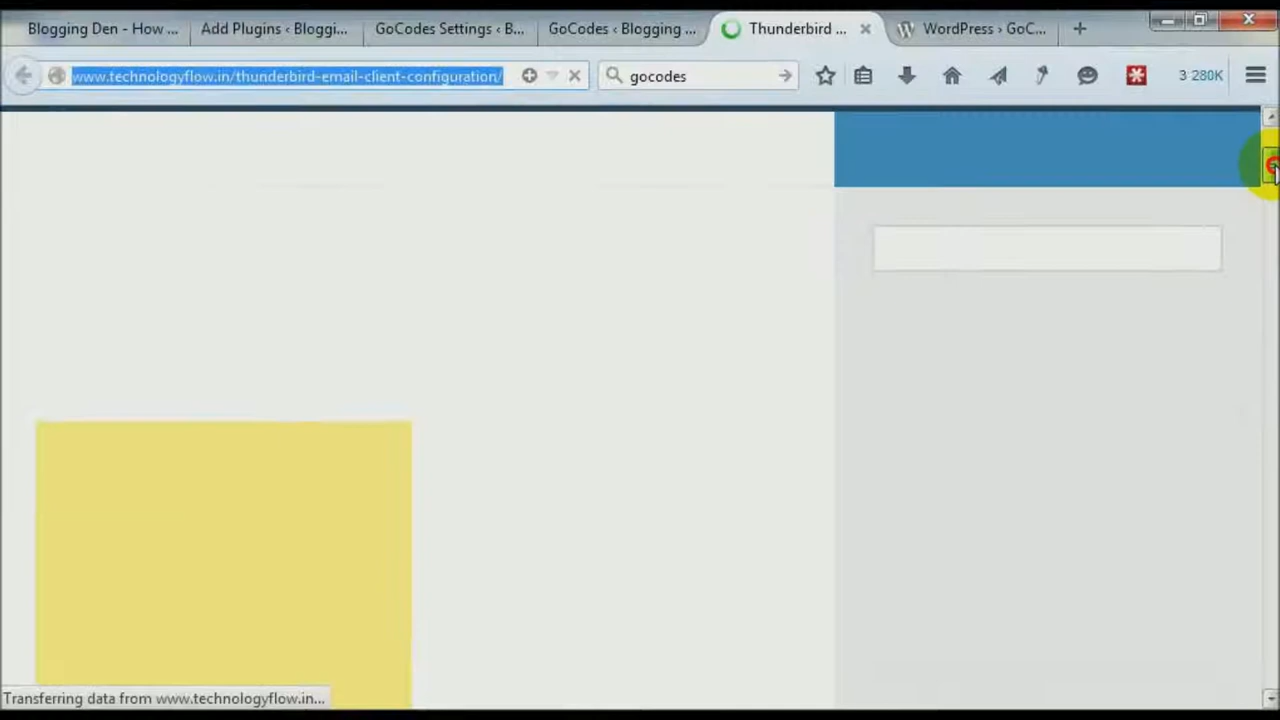 Blogging Den - How ...
Add Plugins ‹ Bloggi...
GoCodes Settings ‹ B...
GoCodes ‹ Blogging ...
Thunderbird ...
WordPress › GoC...
www.technologyflow.in/thunderbird-email-client-configuration/
gocodes
3 280K
Transferring data from www.technologyflow.in...